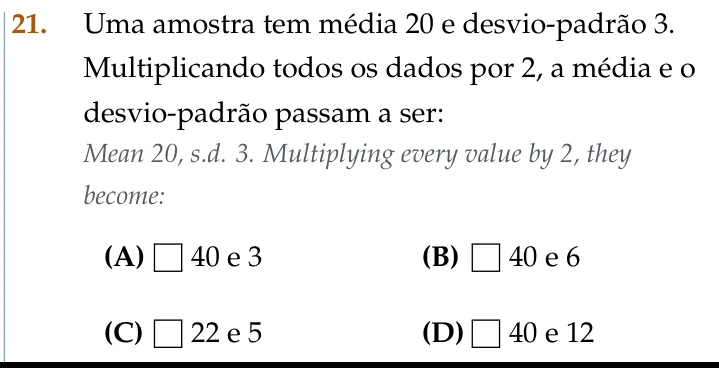 21. Uma amostra tem média 20 e desvio-padrão 3.
Multiplicando todos os dados por 2, a média e o
desvio-padrão passam a ser:
Mean 20, s.d. 3. Multiplying every value by 2, they
become:
(A) □ 40 e 3 (B) □ 40 e 6
(C) □ 22 e 5 (D) □ 40 e 12